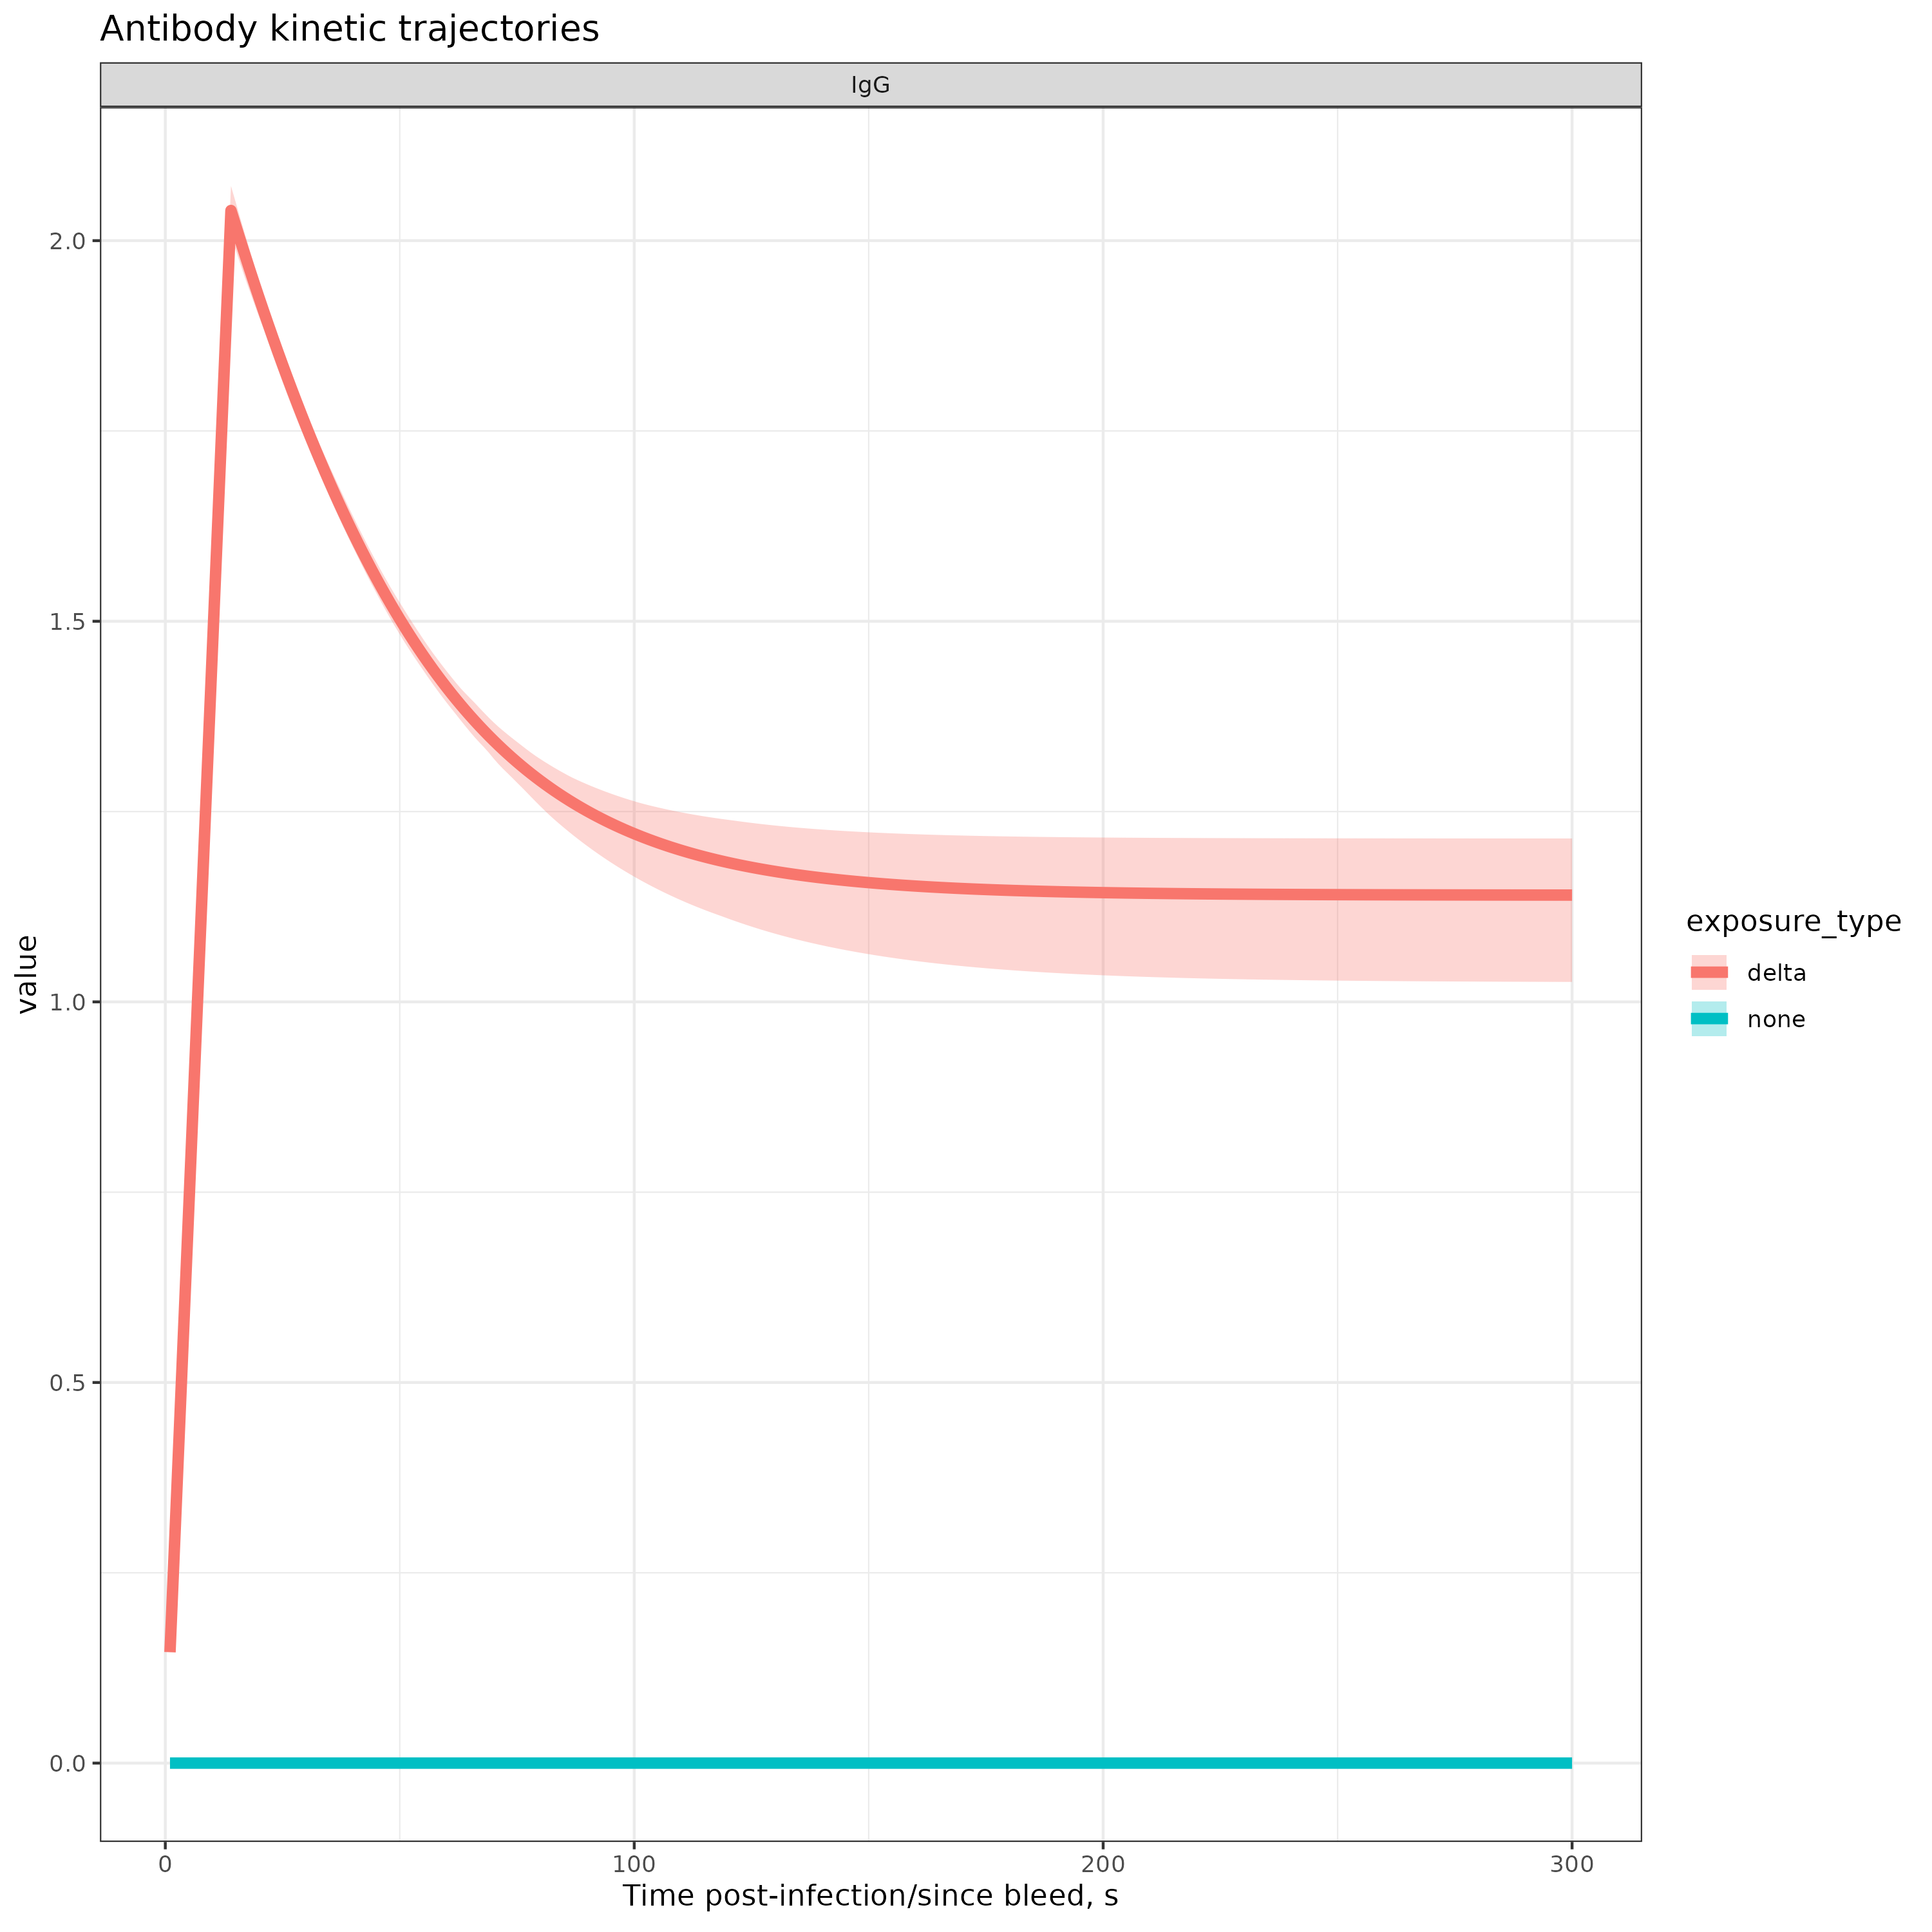 Antibody kinetic trajectories
IgG
value
2.0
1.5
1.0
0.5
0.0
0 100 200 300
Time post-infection/since bleed, s
exposure_type
delta
none